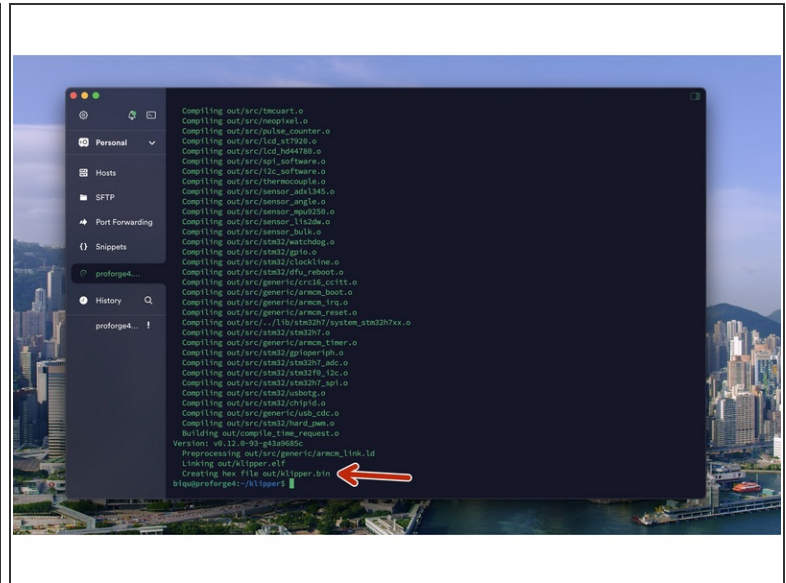 Personal
Hosts
SFTP
Port Forwarding
{} Snippets
proforge4....
History
proforge4... !
Compiling out/src/tmcuart.o
Compiling out/src/neopixel.o
Compiling out/src/pulse_counter.o
Compiling out/src/lcd_st7920.o
Compiling out/src/lcd_hd44780.o
Compiling out/src/spi_software.o
Compiling out/src/i2c_software.o
Compiling out/src/thermocouple.o
Compiling out/src/sensor_adxl345.o
Compiling out/src/sensor_angle.o
Compiling out/src/sensor_mpu9250.o
Compiling out/src/sensor_lis2dw.o
Compiling out/src/sensor_bulk.o
Compiling out/src/stm32/watchdog.o
Compiling out/src/stm32/gpio.o
Compiling out/src/stm32/clockline.o
Compiling out/src/stm32/dfu_reboot.o
Compiling out/src/generic/crc16_ccitt.o
Compiling out/src/generic/armcm_boot.o
Compiling out/src/generic/armcm_irq.o
Compiling out/src/generic/armcm_reset.o
Compiling out/src/../lib/stm32h7/system_stm32h7xx.o
Compiling out/src/stm32/stm32h7.o
Compiling out/src/generic/armcm_timer.o
Compiling out/src/stm32/gpioperiph.o
Compiling out/src/stm32/stm32h7_adc.o
Compiling out/src/stm32/stm32f0_i2c.o
Compiling out/src/stm32/stm32h7_spi.o
Compiling out/src/stm32/usbotg.o
Compiling out/src/stm32/chipid.o
Compiling out/src/generic/usb_cdc.o
Compiling out/src/stm32/hard_pwm.o
Building out/compile_time_request.o
Version: v0.12.0-93-g43a9685c
Preprocessing out/src/generic/armcm_link.ld
Linking out/klipper.elf
Creating hex file out/klipper.bin
biqu@proforge4:~/klipper$